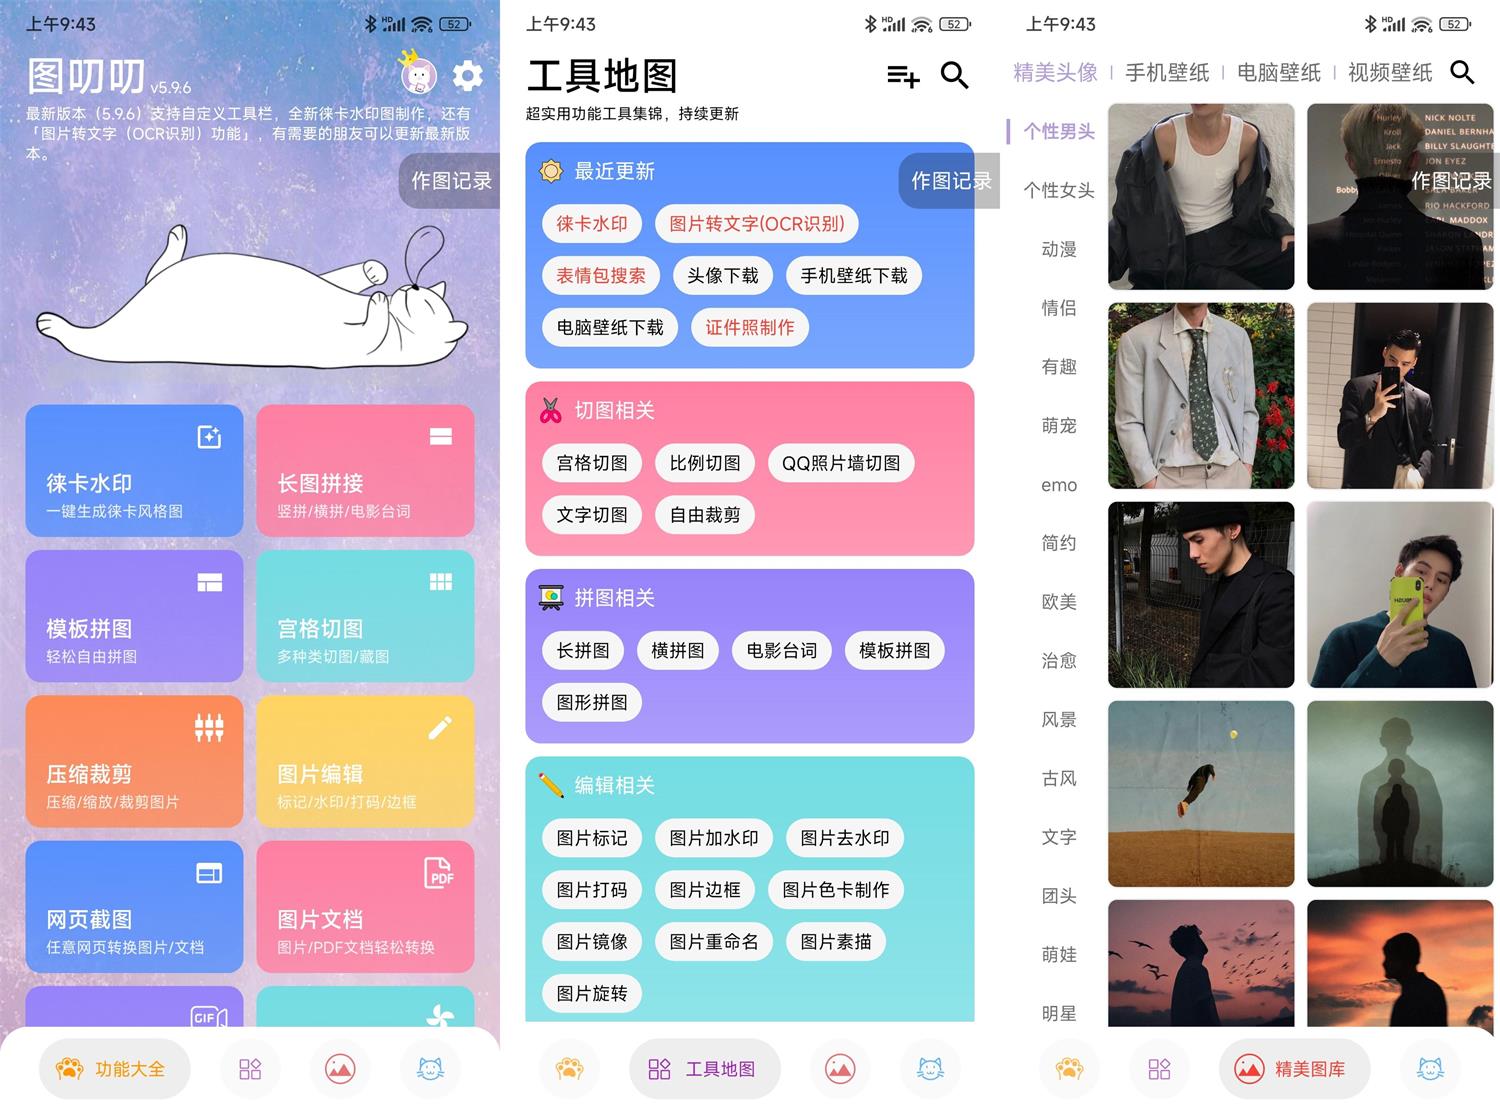 上午9:43
HD
52
图叨叨 v5.9.6
最新版本（5.9.6）支持自定义工具栏，全新徕卡水印图制作，还有
「图片转文字（OCR识别）功能」，有需要的朋友可以更新最新版
本。
作图记录
徕卡水印
一键生成徕卡风格图
长图拼接
竖拼/横拼/电影台词
模板拼图
轻松自由拼图
宫格切图
多种类切图/藏图
压缩裁剪
压缩/缩放/裁剪图片
图片编辑
标记/水印/打码/边框
网页截图
任意网页转换图片/文档
PDF
图片文档
图片/PDF文档轻松转换
GIF
功能大全
上午9:43
HD
52
工具地图
超实用功能工具集锦，持续更新
最近更新
作图记录
徕卡水印 图片转文字(OCR识别)
表情包搜索 头像下载 手机壁纸下载
电脑壁纸下载 证件照制作
切图相关
宫格切图 比例切图 QQ照片墙切图
文字切图 自由裁剪
拼图相关
长拼图 横拼图 电影台词 模板拼图
图形拼图
编辑相关
图片标记 图片加水印 图片去水印
图片打码 图片边框 图片色卡制作
图片镜像 图片重命名 图片素描
图片旋转
工具地图
上午9:43
HD
52
精美头像 手机壁纸 电脑壁纸 视频壁纸
个性男头
个性女头
动漫
情侣
有趣
萌宠
emo
简约
欧美
治愈
风景
古风
文字
团头
萌娃
明星
Hurley NICK NOLTE
Kroll DANIEL BERNHA
Jack BILLY SLAUGHTE
Ernesto JON EYEZ
作图记录
Bobby
RIO HACKFORD
MADDOX
精美图库